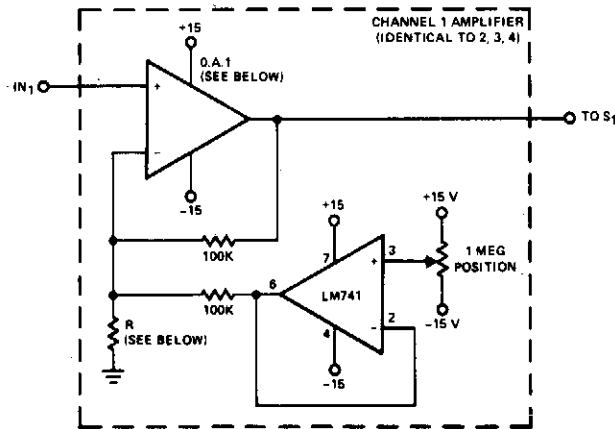 CHANNEL 1 AMPLIFIER
(IDENTICAL TO 2, 3, 4)
+15
O.A.1
(SEE BELOW)
IN1
+
−
TO S1
−15
+15
+15 V
100K
7
3
+
1 MEG
POSITION
6
LM741
100K
2
−
R
(SEE BELOW)
4
−15 V
−15